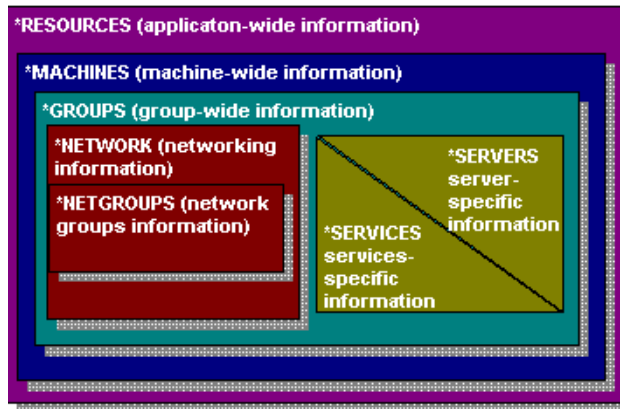 *RESOURCES (applicaton-wide information)
*MACHINES (machine-wide information)
*GROUPS (group-wide information)
*NETWORK (networking
information)
*NETGROUPS (network
groups information)
*SERVERS
server-
specific
information
*SERVICES
services-
specific
information